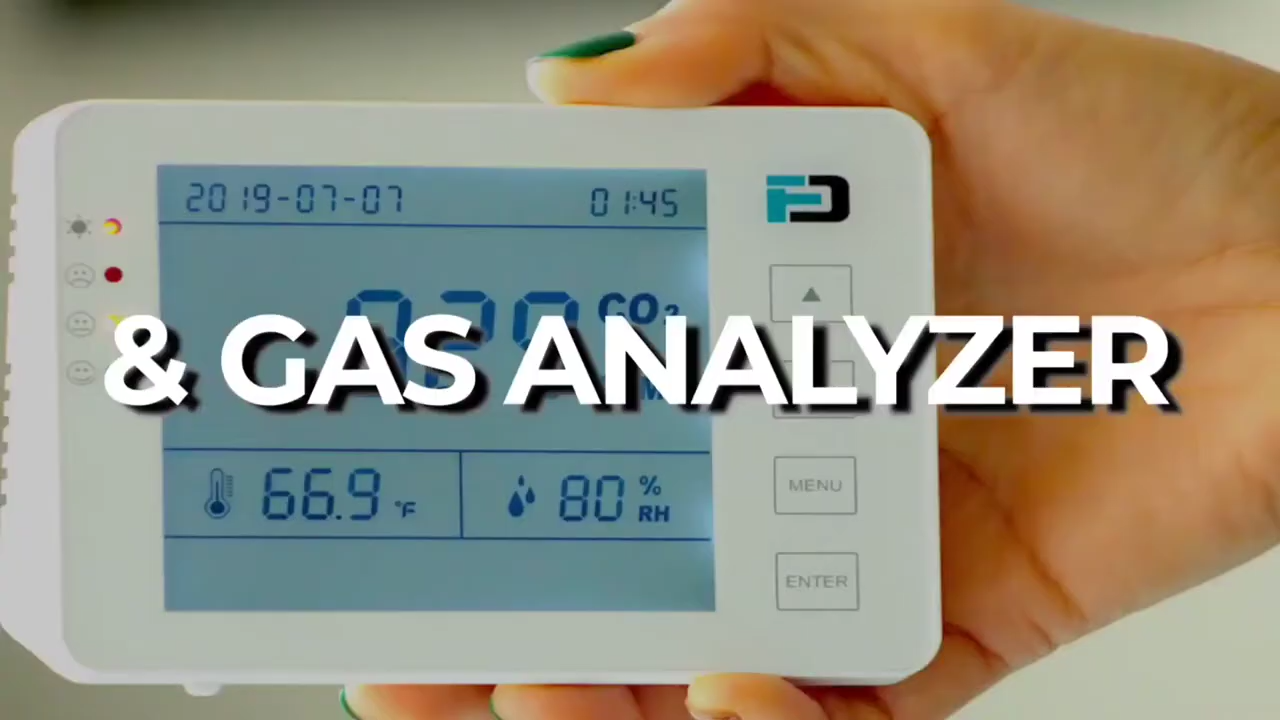 2019-07-07 01:45
CO₂
& GAS ANALYZER
MENU
66.9 °F 80 % RH
ENTER